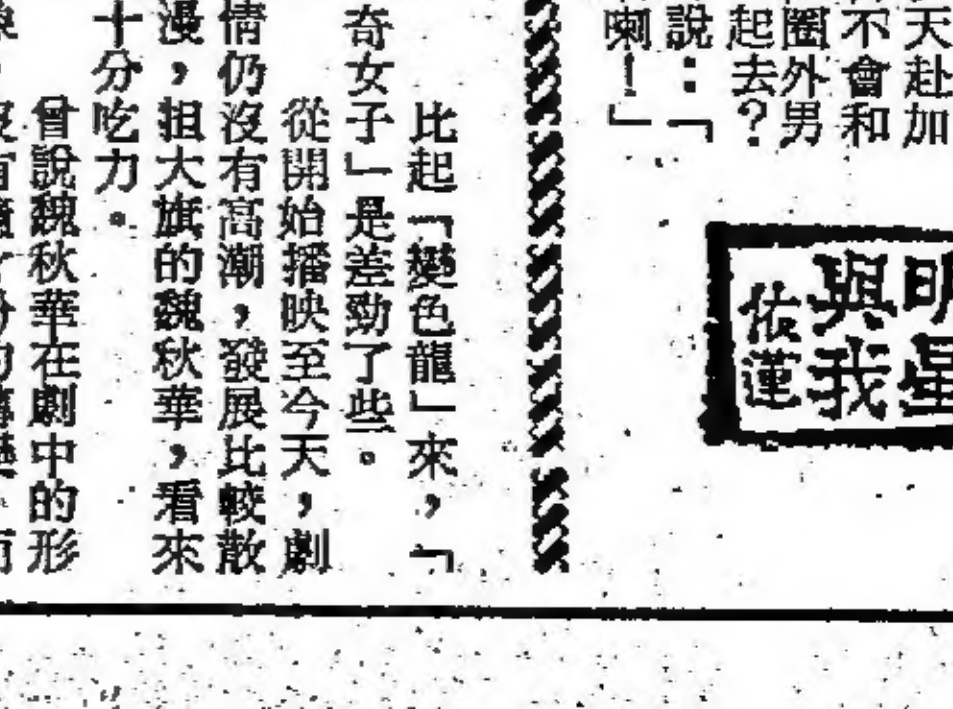 天赴加
不會和
圈外男
起去？
說：「
喇！」
明星
與我
依蓮
比起「變色龍」來，「
奇女子」是差勁了些。
從開始播映至今天，劇
情仍沒有高潮，發展比較散
漫，担大旗的魏秋華，看來
十分吃力。
曾說魏秋華在劇中的形